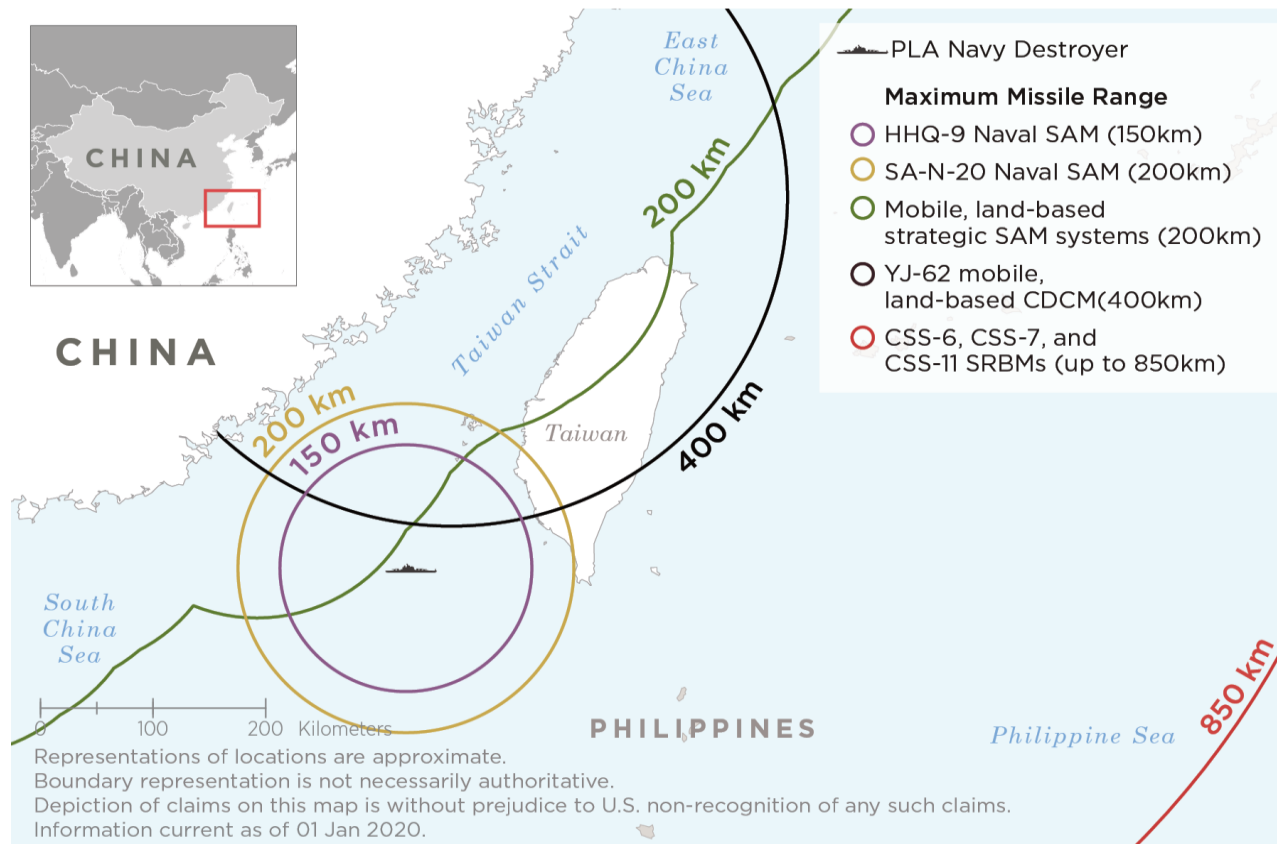 CHINA
CHINA
East
China
Sea
200 km
Taiwan Strait
200 km
150 km
Taiwan
400 km
South
China
Sea
0 100 200 Kilometers
PHILIPPINES
Philippine Sea
850 km
PLA Navy Destroyer
Maximum Missile Range
HHQ-9 Naval SAM (150km)
SA-N-20 Naval SAM (200km)
Mobile, land-based
strategic SAM systems (200km)
YJ-62 mobile,
land-based CDCM(400km)
CSS-6, CSS-7, and
CSS-11 SRBMs (up to 850km)
Representations of locations are approximate.
Boundary representation is not necessarily authoritative.
Depiction of claims on this map is without prejudice to U.S. non-recognition of any such claims.
Information current as of 01 Jan 2020.